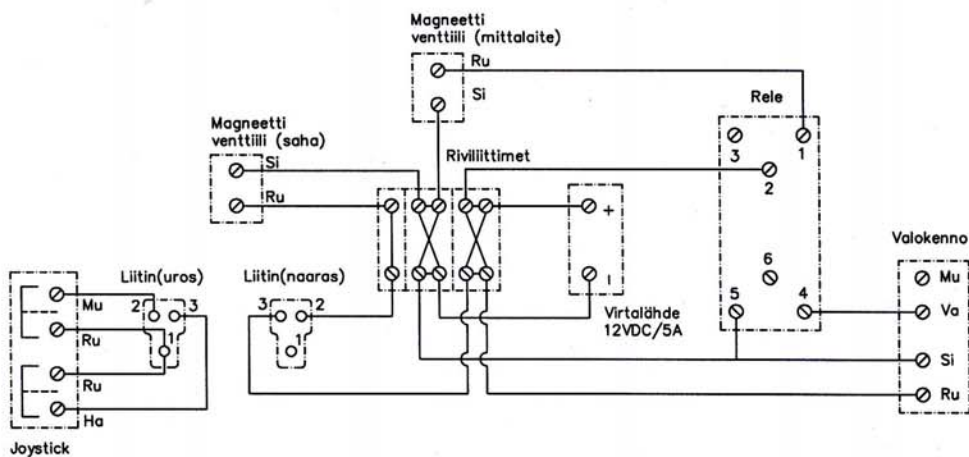 Magneetti
venttiili (mittalaite)
Ru
Si
Rele
3
1
2
6
5
4
Magneetti
venttiili (saha)
Si
Ru
Riviliittimet
+
-
Virtalähde
12VDC/5A
Valokenno
Mu
Va
Si
Ru
Liitin(uros)
2
3
1
Liitin(naaras)
3
2
1
Mu
Ru
Ru
Ha
Joystick